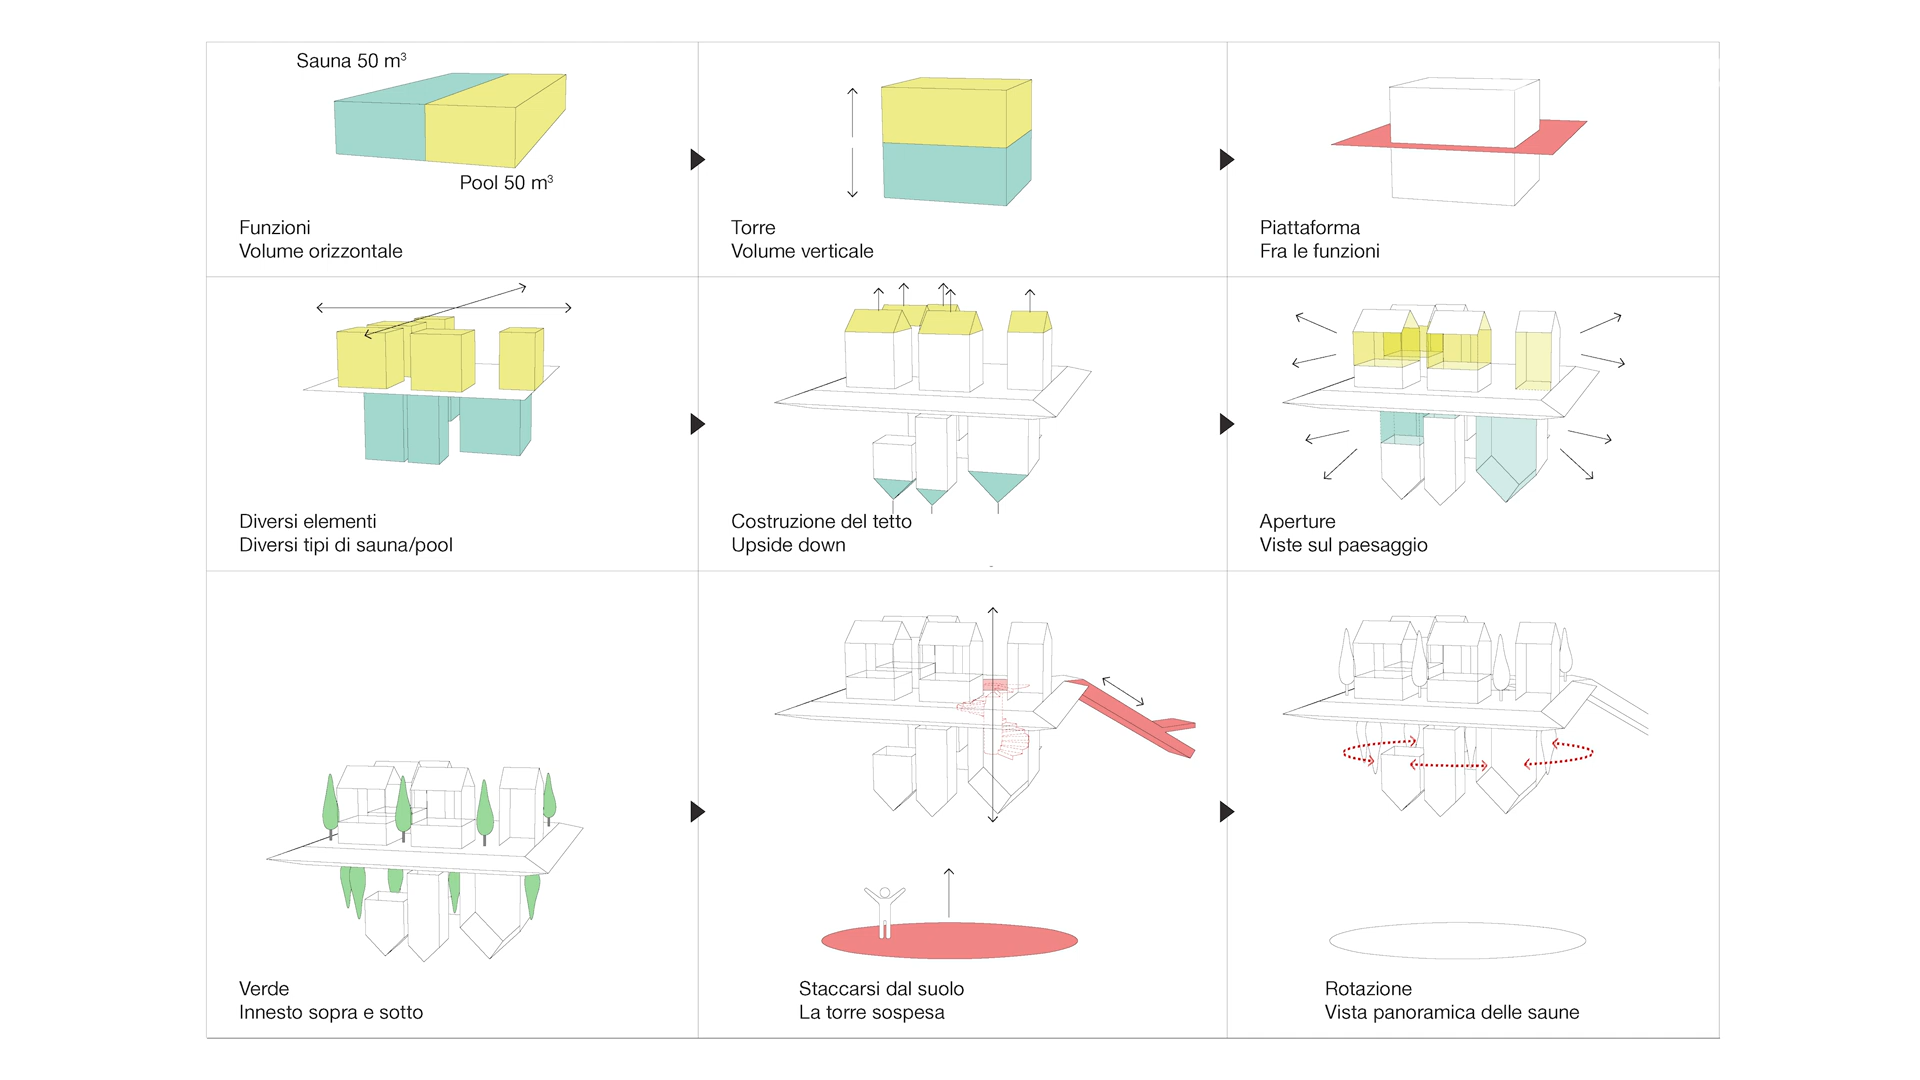 Sauna 50 m³
Pool 50 m³
Funzioni
Volume orizzontale
Torre
Volume verticale
Piattaforma
Fra le funzioni
Diversi elementi
Diversi tipi di sauna/pool
Costruzione del tetto
Upside down
Aperture
Viste sul paesaggio
Verde
Innesto sopra e sotto
Staccarsi dal suolo
La torre sospesa
Rotazione
Vista panoramica delle saune